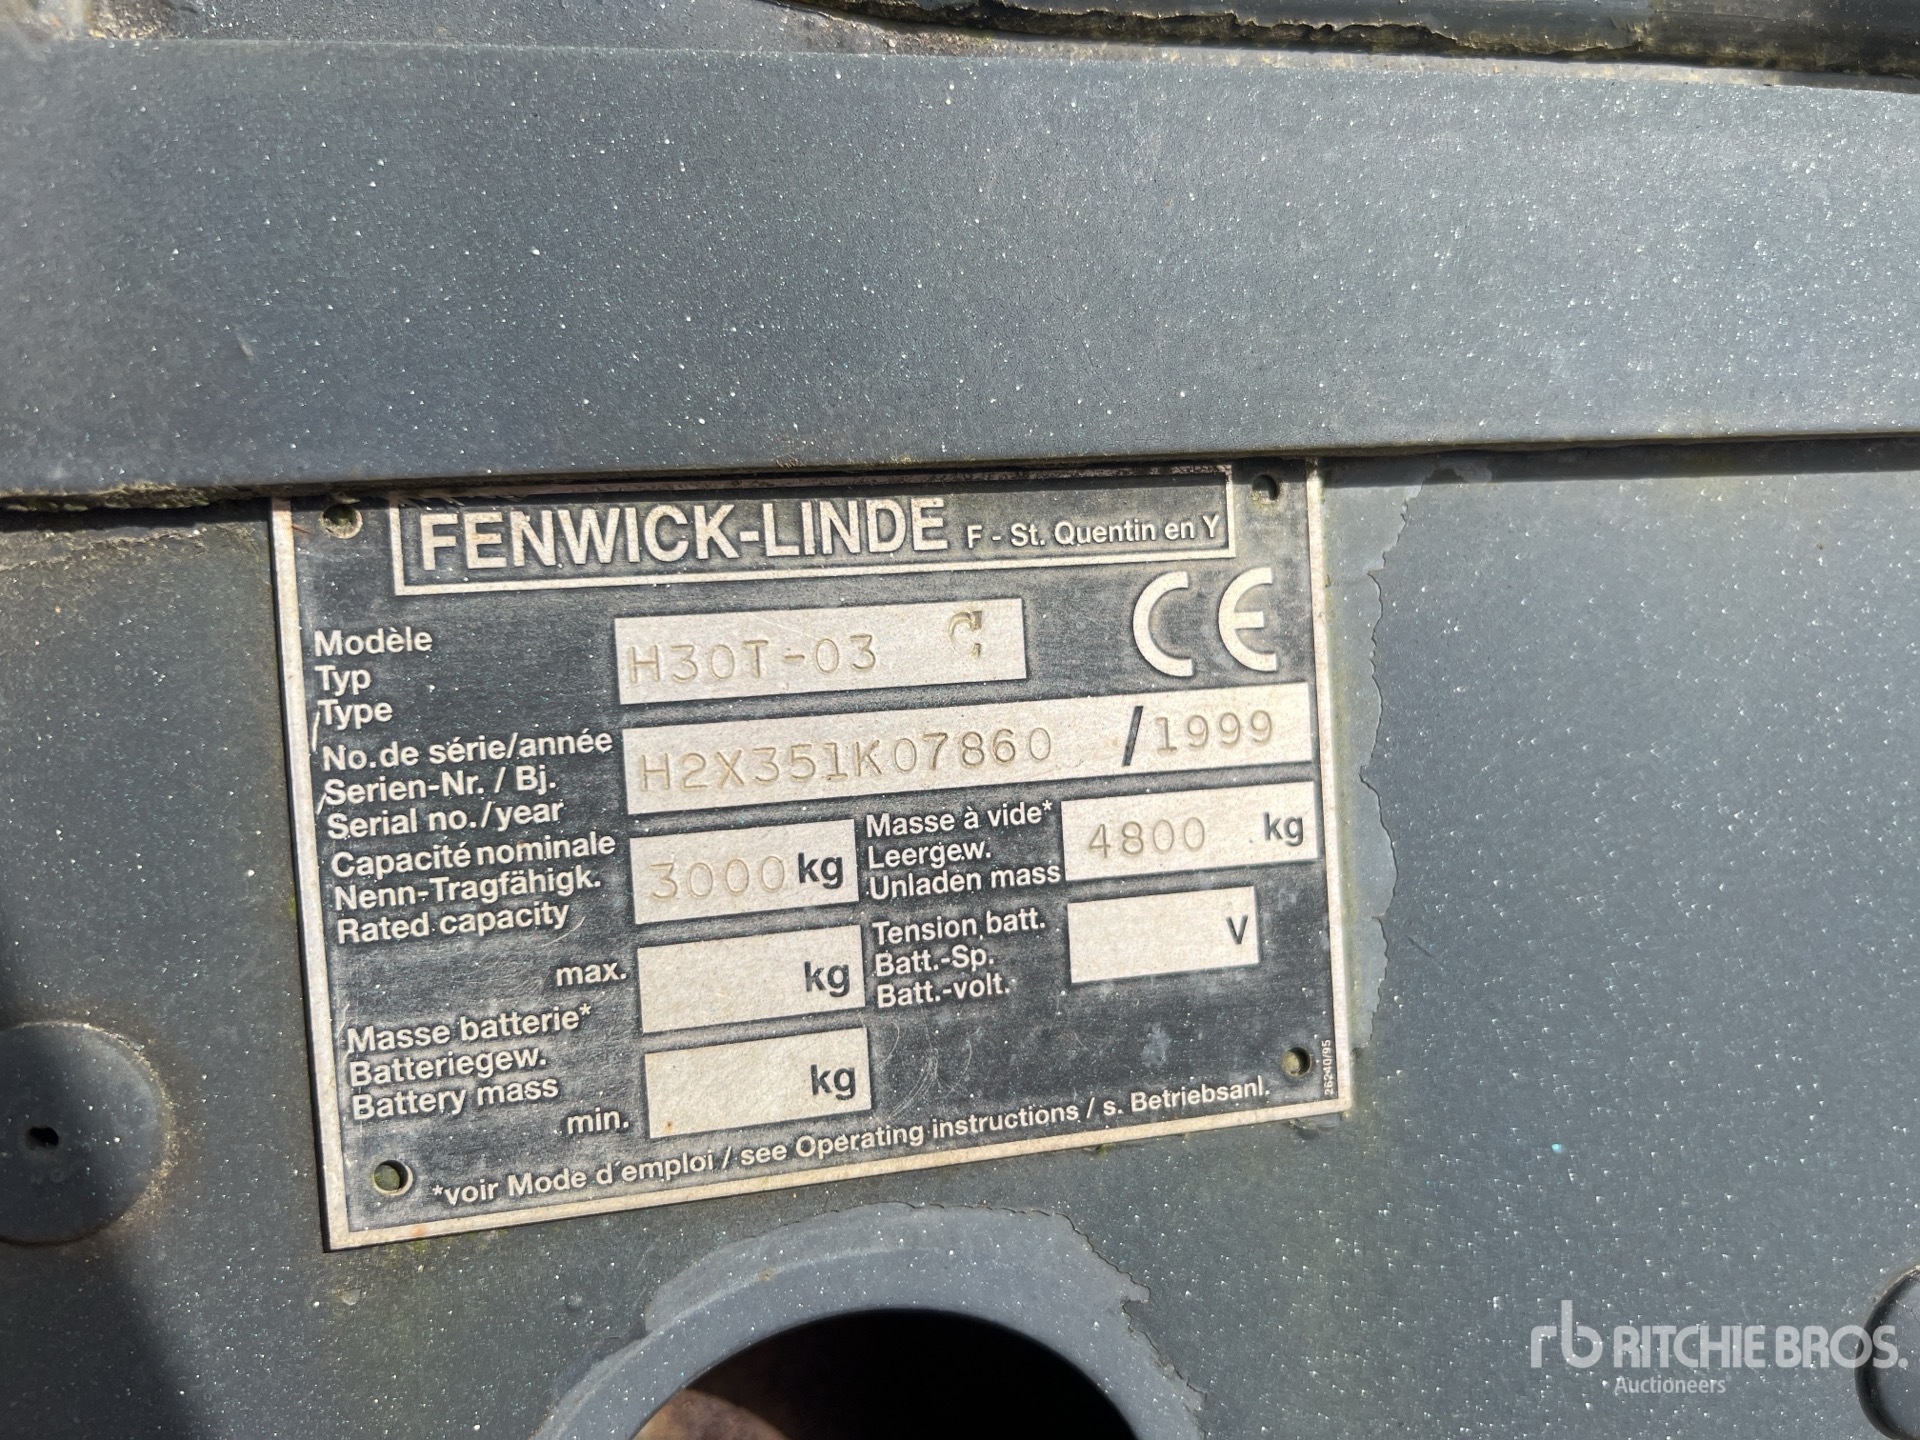 FENWICK-LINDE F - St. Quentin en Y
Modèle
Typ
Type
H30T-03 C
CE
No.de série/année
Serien-Nr. / Bj.
Serial no./year
H2X351K07860 /1999
Capacité nominale
Nenn-Tragfähigk.
Rated capacity
3000 kg
Masse à vide*
Leergew.
Unladen mass
4800 kg
max. kg
Tension batt.
Batt.-Sp.
Batt.-volt.
V
Masse batterie*
Batteriegew.
Battery mass
min. kg
*voir Mode d'emploi / see Operating instructions / s. Betriebsanl.
26240/95
rb RITCHIE BROS.
Auctioneers